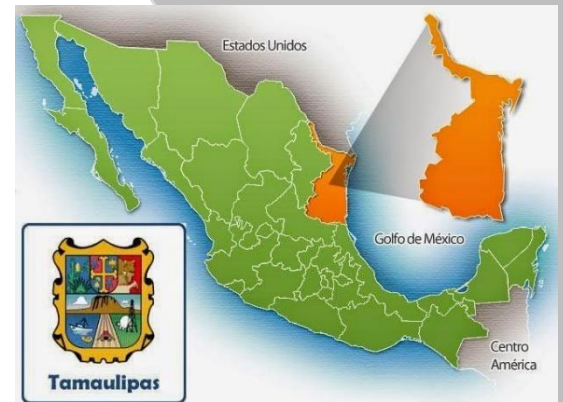 Estados Unidos
Golfo de México
Centro
América
Tamaulipas